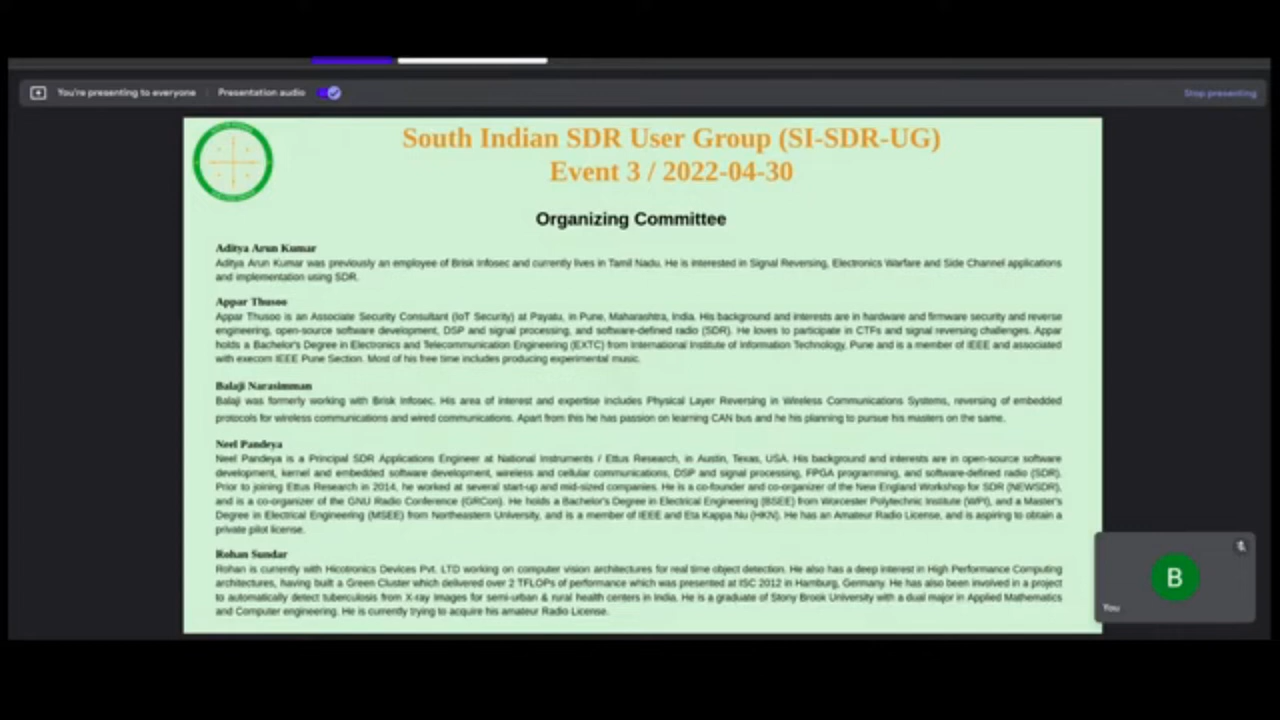 You're presenting to everyone
Presentation audio
Stop presenting
South Indian SDR User Group (SI-SDR-UG)
Event 3 / 2022-04-30
Organizing Committee
Aditya Arun Kumar
Aditya Arun Kumar was previously an employee of Brisk Infosec and currently lives in Tamil Nadu. He is interested in Signal Reversing, Electronics Warfare and Side Channel applications
and implementation using SDR.
Appar Thusoo
Appar Thusoo is an Associate Security Consultant (IoT Security) at Payatu, in Pune, Maharashtra, India. His background and interests are in hardware and firmware security and reverse
engineering, open-source software development, DSP and signal processing, and software-defined radio (SDR). He loves to participate in CTFs and signal reversing challenges. Appar
holds a Bachelor's Degree in Electronics and Telecommunication Engineering (EXTC) from International Institute of Information Technology, Pune and is a member of IEEE and associated
with execom IEEE Pune Section. Most of his free time includes producing experimental music.
Balaji Narasimman
Balaji was formerly working with Brisk Infosec. His area of interest and expertise includes Physical Layer Reversing in Wireless Communications Systems, reversing of embedded
protocols for wireless communications and wired communications. Apart from this he has passion on learning CAN bus and he his planning to pursue his masters on the same.
Neel Pandeya
Neel Pandeya is a Principal SDR Applications Engineer at National Instruments / Ettus Research, in Austin, Texas, USA. His background and interests are in open-source software
development, kernel and embedded software development, wireless and cellular communications, DSP and signal processing, FPGA programming, and software-defined radio (SDR).
Prior to joining Ettus Research in 2014, he worked at several start-up and mid-sized companies. He is a co-founder and co-organizer of the New England Workshop for SDR (NEWSDR),
and is a co-organizer of the GNU Radio Conference (GRCon). He holds a Bachelor's Degree in Electrical Engineering (BSEE) from Worcester Polytechnic Institute (WPI), and a Master's
Degree in Electrical Engineering (MSEE) from Northeastern University, and is a member of IEEE and Eta Kappa Nu (HKN). He has an Amateur Radio License, and is aspiring to obtain a
private pilot license.
Rohan Sundar
Rohan is currently with Hicotronics Devices Pvt. LTD working on computer vision architectures for real time object detection. He also has a deep interest in High Performance Computing
architectures, having built a Green Cluster which delivered over 2 TFLOPs of performance which was presented at ISC 2012 in Hamburg, Germany. He has also been involved in a project
to automatically detect tuberculosis from X-ray images for semi-urban & rural health centers in India. He is a graduate of Stony Brook University with a dual major in Applied Mathematics
and Computer engineering. He is currently trying to acquire his amateur Radio License.
B
You